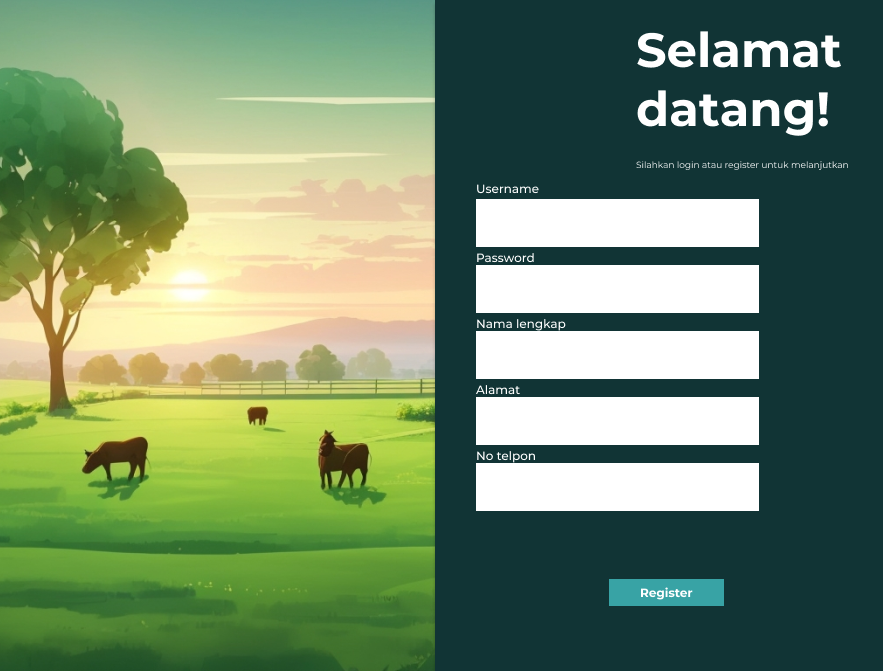 Selamat
datang!
Silahkan login atau register untuk melanjutkan
Username
Password
Nama lengkap
Alamat
No telpon
Register